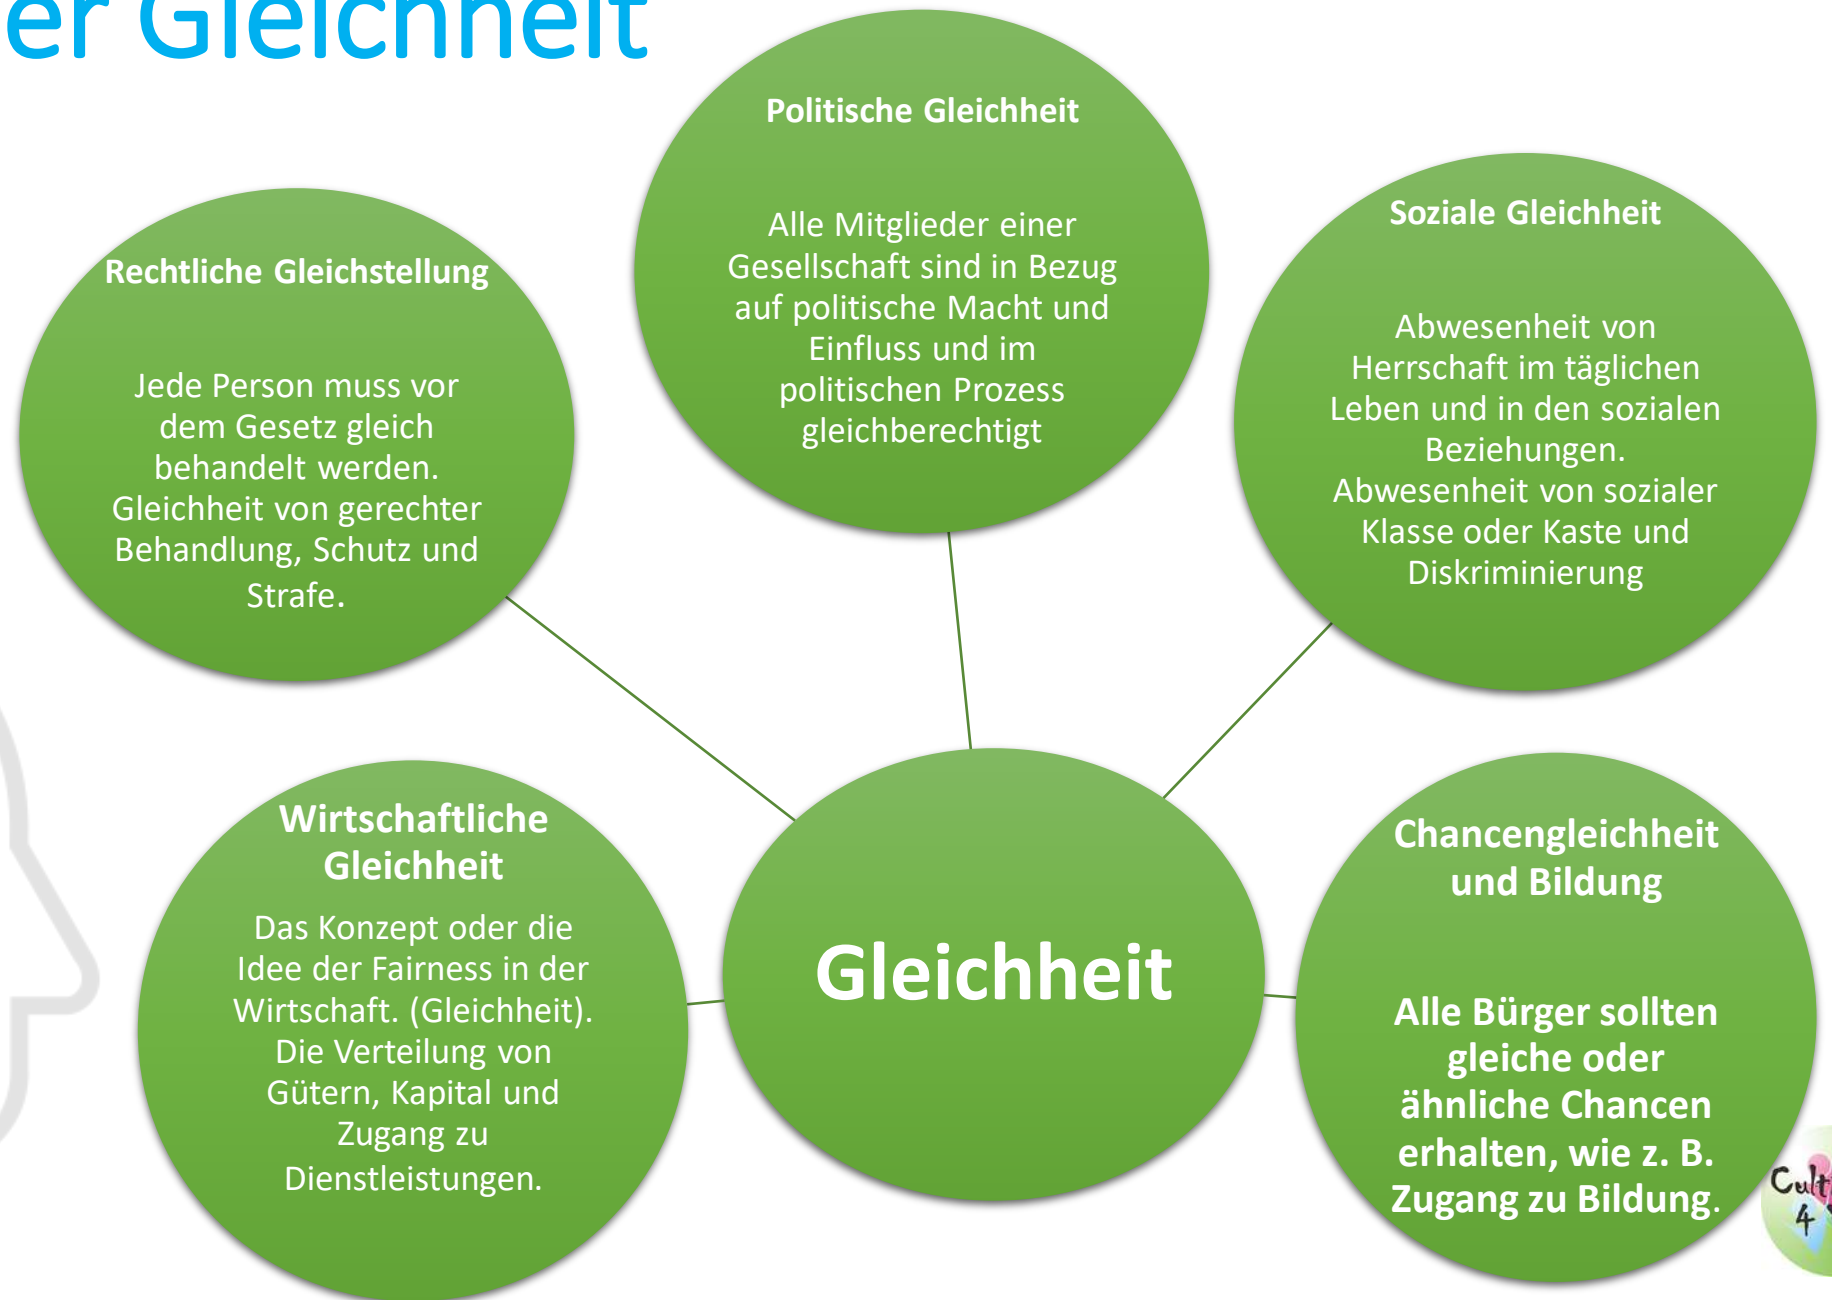 er Gleichheit
Politische Gleichheit
Alle Mitglieder einer
Gesellschaft sind in Bezug
auf politische Macht und
Einfluss und im
politischen Prozess
gleichberechtigt
Soziale Gleichheit
Abwesenheit von
Herrschaft im täglichen
Leben und in den sozialen
Beziehungen.
Abwesenheit von sozialer
Klasse oder Kaste und
Diskriminierung
Rechtliche Gleichstellung
Jede Person muss vor
dem Gesetz gleich
behandelt werden.
Gleichheit von gerechter
Behandlung, Schutz und
Strafe.
Wirtschaftliche
Gleichheit
Das Konzept oder die
Idee der Fairness in der
Wirtschaft. (Gleichheit).
Die Verteilung von
Gütern, Kapital und
Zugang zu
Dienstleistungen.
Gleichheit
Chancengleichheit
und Bildung
Alle Bürger sollten
gleiche oder
ähnliche Chancen
erhalten, wie z. B.
Zugang zu Bildung.
Cult
4